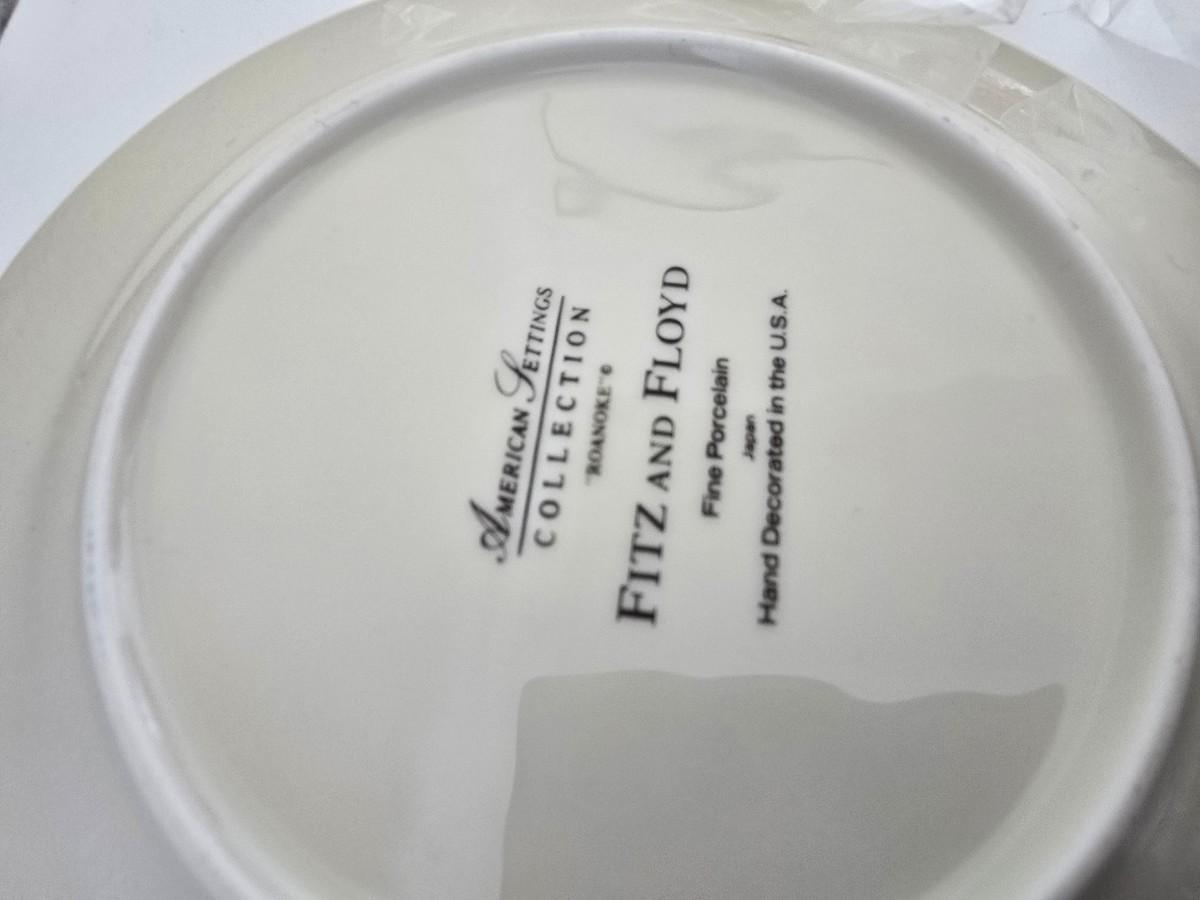 AMERICAN SETTINGS
COLLECTION
"ROANOKE"©
FITZ AND FLOYD
Fine Porcelain
Japan
Hand Decorated in the U.S.A.